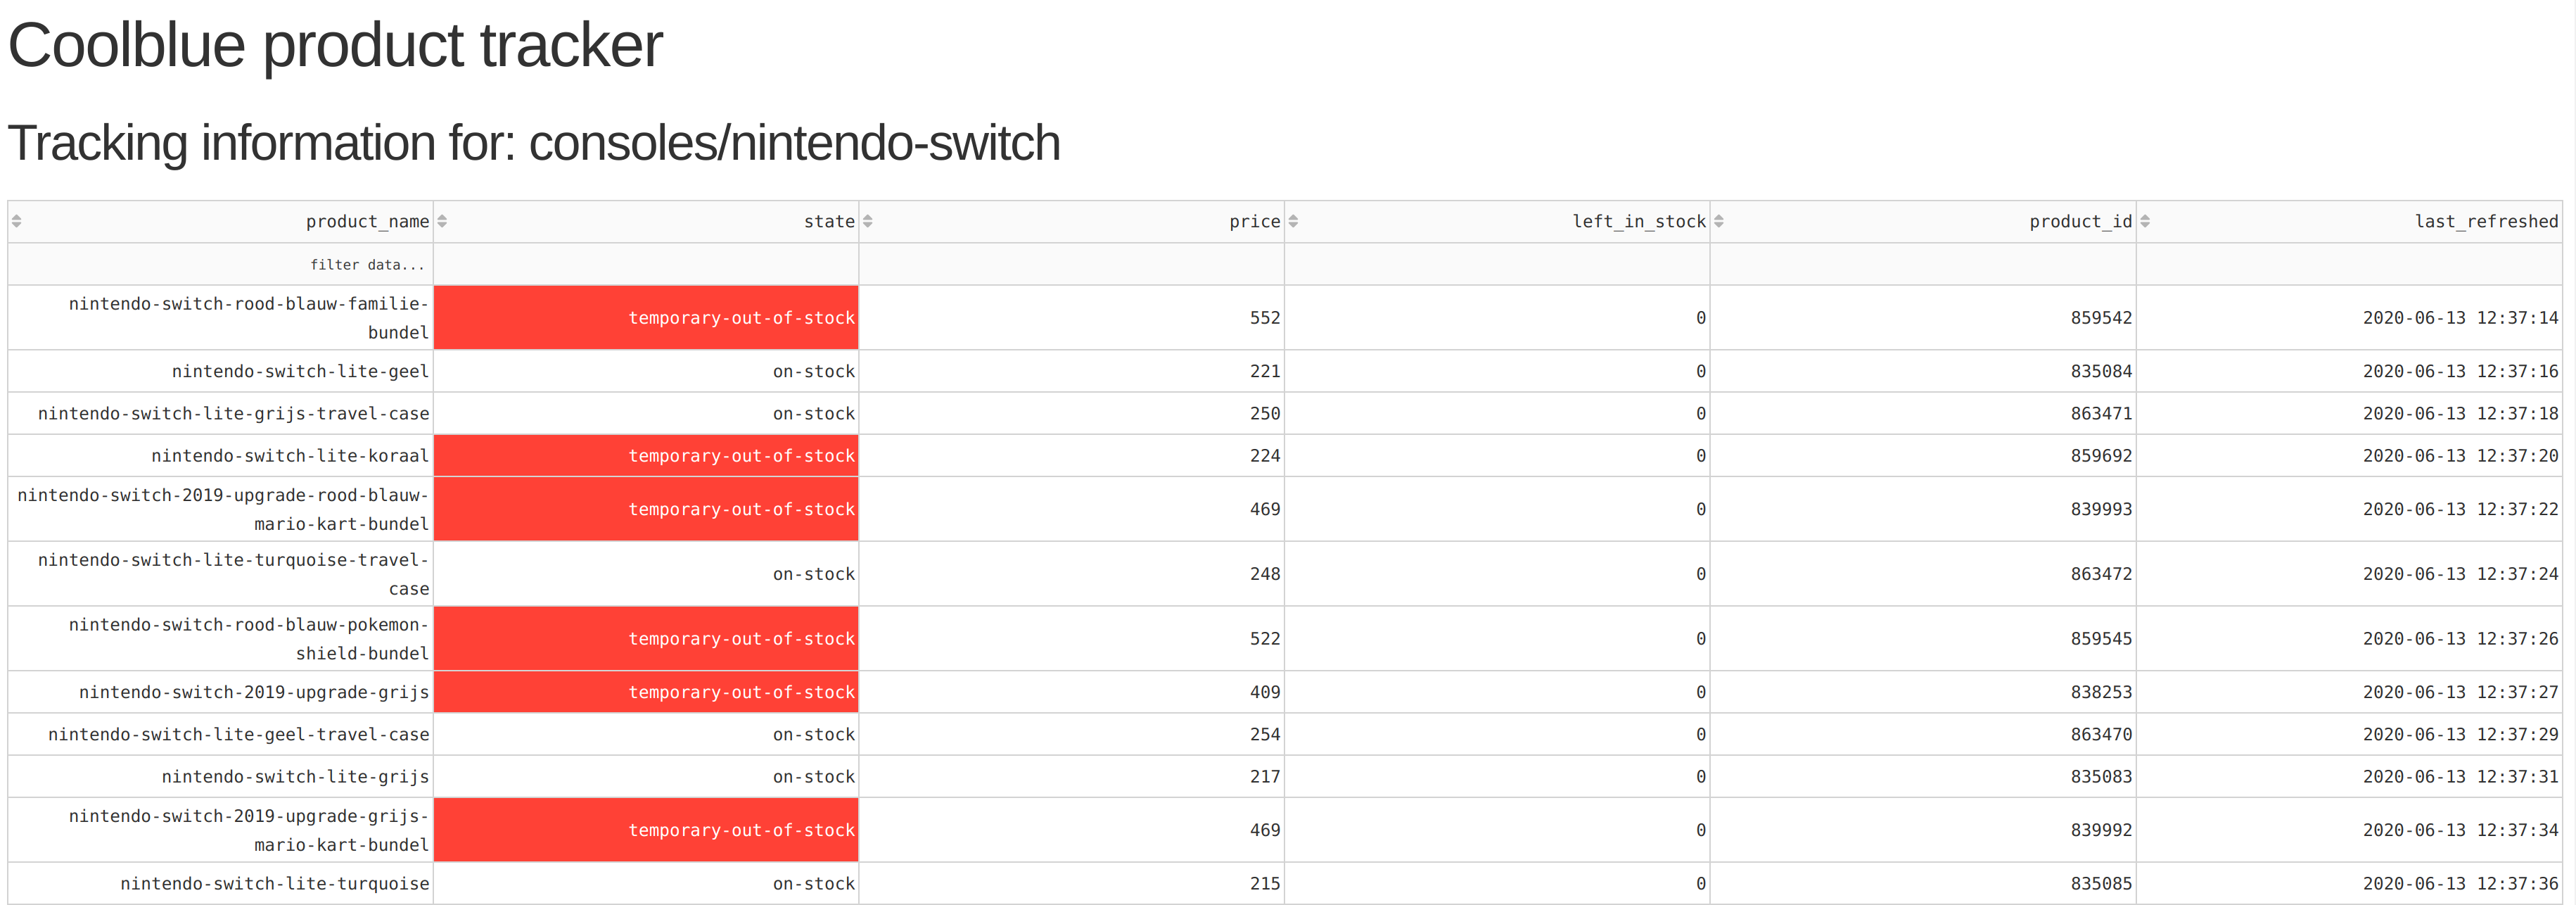 Coolblue product tracker
Tracking information for: consoles/nintendo-switch
product_name state price left_in_stock product_id last_refreshed
filter data...
nintendo-switch-rood-blauw-familie-
bundel temporary-out-of-stock 552 0 859542 2020-06-13 12:37:14
nintendo-switch-lite-geel on-stock 221 0 835084 2020-06-13 12:37:16
nintendo-switch-lite-grijs-travel-case on-stock 250 0 863471 2020-06-13 12:37:18
nintendo-switch-lite-koraal temporary-out-of-stock 224 0 859692 2020-06-13 12:37:20
nintendo-switch-2019-upgrade-rood-blauw-
mario-kart-bundel temporary-out-of-stock 469 0 839993 2020-06-13 12:37:22
nintendo-switch-lite-turquoise-travel-
case on-stock 248 0 863472 2020-06-13 12:37:24
nintendo-switch-rood-blauw-pokemon-
shield-bundel temporary-out-of-stock 522 0 859545 2020-06-13 12:37:26
nintendo-switch-2019-upgrade-grijs temporary-out-of-stock 409 0 838253 2020-06-13 12:37:27
nintendo-switch-lite-geel-travel-case on-stock 254 0 863470 2020-06-13 12:37:29
nintendo-switch-lite-grijs on-stock 217 0 835083 2020-06-13 12:37:31
nintendo-switch-2019-upgrade-grijs-
mario-kart-bundel temporary-out-of-stock 469 0 839992 2020-06-13 12:37:34
nintendo-switch-lite-turquoise on-stock 215 0 835085 2020-06-13 12:37:36